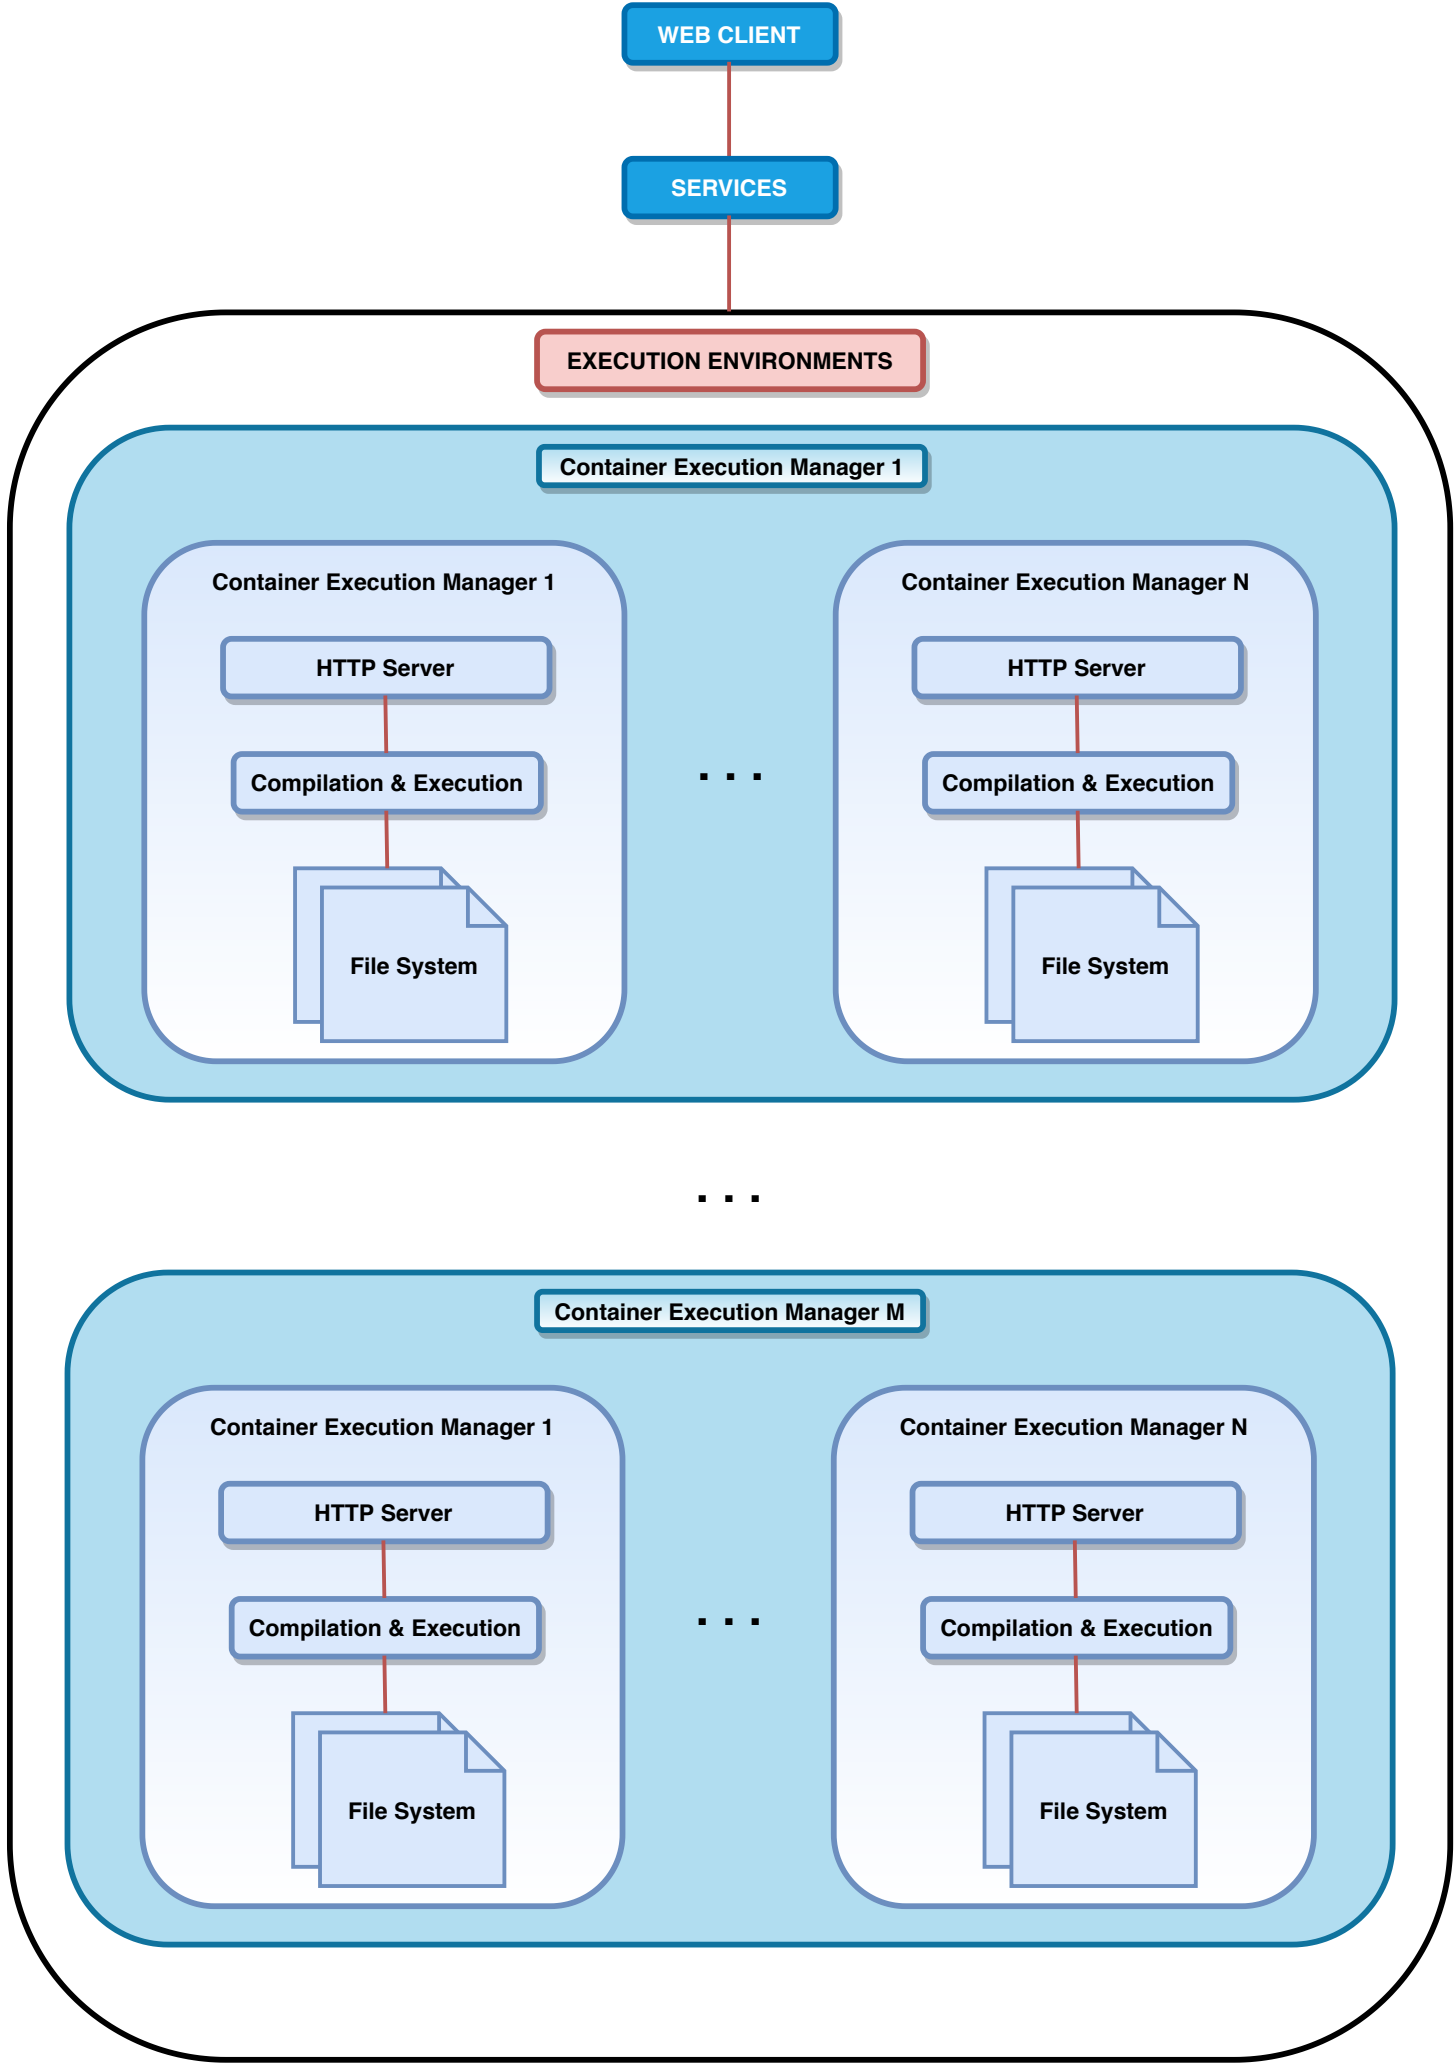 WEB CLIENT
SERVICES
EXECUTION ENVIRONMENTS
Container Execution Manager 1
Container Execution Manager 1
HTTP Server
Compilation & Execution
File System
. . .
Container Execution Manager N
HTTP Server
Compilation & Execution
File System
. . .
Container Execution Manager M
Container Execution Manager 1
HTTP Server
Compilation & Execution
File System
. . .
Container Execution Manager N
HTTP Server
Compilation & Execution
File System